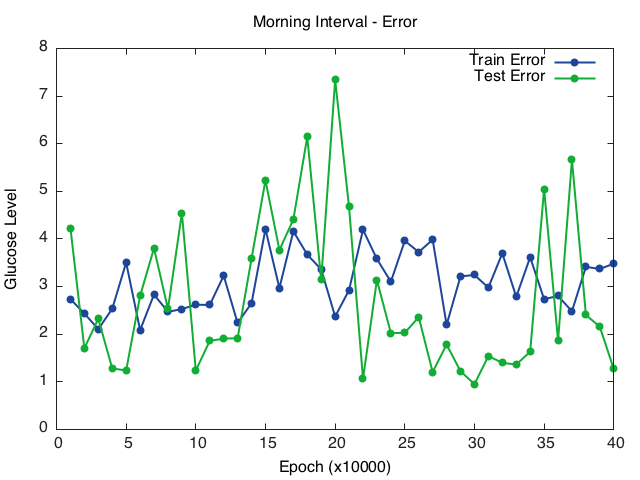 Morning Interval - Error
Train Error
Test Error
8
7
6
5
4
3
2
1
0
Glucose Level
0 5 10 15 20 25 30 35 40
Epoch (x10000)